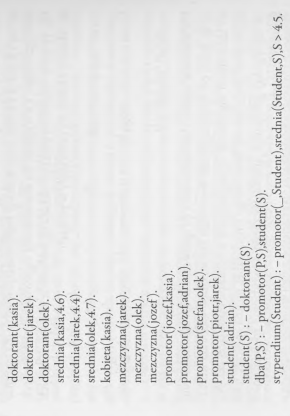 doktorant(kasia).
doktorant(jarek).
doktorant(olek).
srednia(kasia,4.6).
srednia(jarek,4.4).
srednia(olek,4.7).
kobieta(kasia).
mezczyzna(jarek).
mezczyzna(olek).
mezczyzna(jozef).
promotor(jozef,kasia).
promotor(jozef,adrian).
promotor(stefan,olek).
promotor(piotr,jarek).
student(adrian).
student(S) : – doktorant(S).
dba(P,S) : – promotor(P,S),student(S).
stypendium(Student) : – promotor(_,Student),srednia(Student,S),S > 4.5.